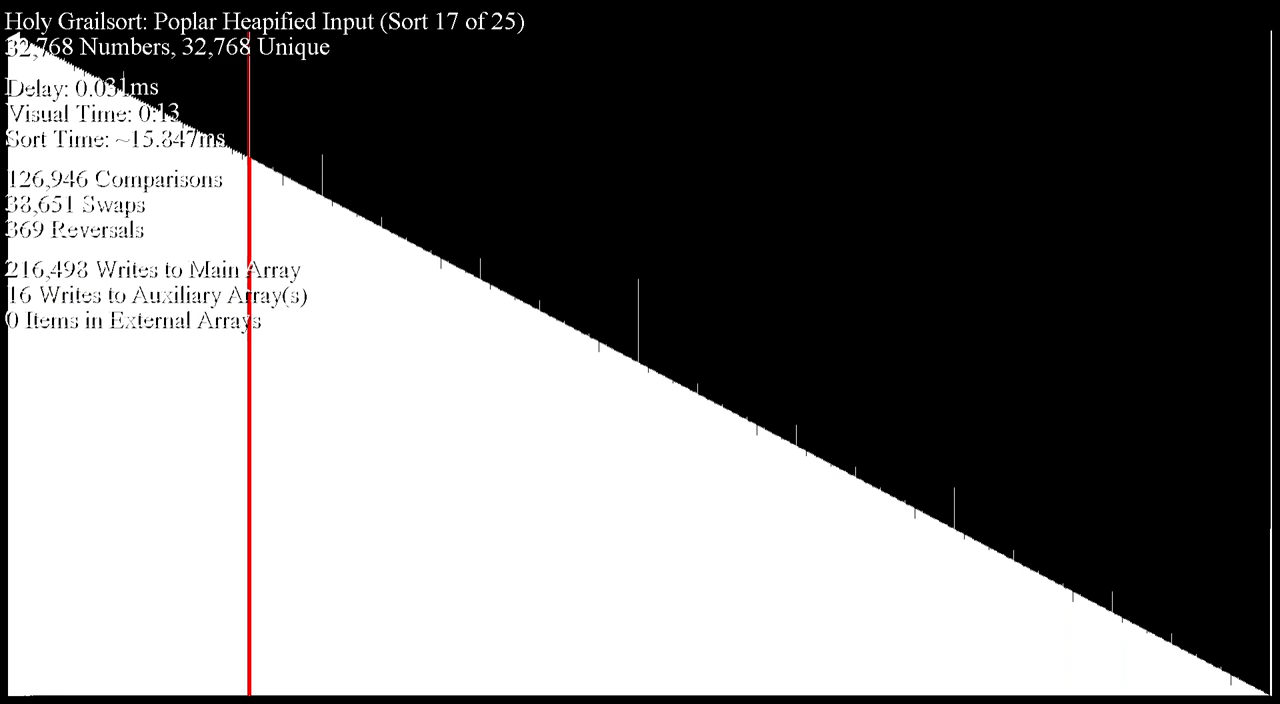 Holy Grailsort: Poplar Heapified Input (Sort 17 of 25)
32,768 Numbers, 32,768 Unique
Delay: 0.031ms
Visual Time: 0:13
Sort Time: ~15.847ms
126,946 Comparisons
38,651 Swaps
369 Reversals
216,498 Writes to Main Array
16 Writes to Auxiliary Array(s)
0 Items in External Arrays